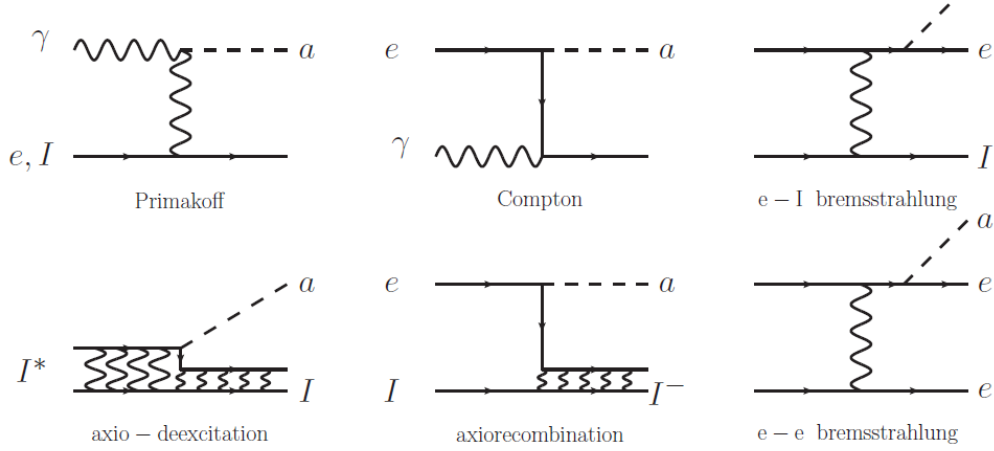 γ a e a e
e, I γ I
Primakoff Compton e − I bremsstrahlung
a e a a e
I* I I I⁻ e
axio − deexcitation axiorecombination e − e bremsstrahlung